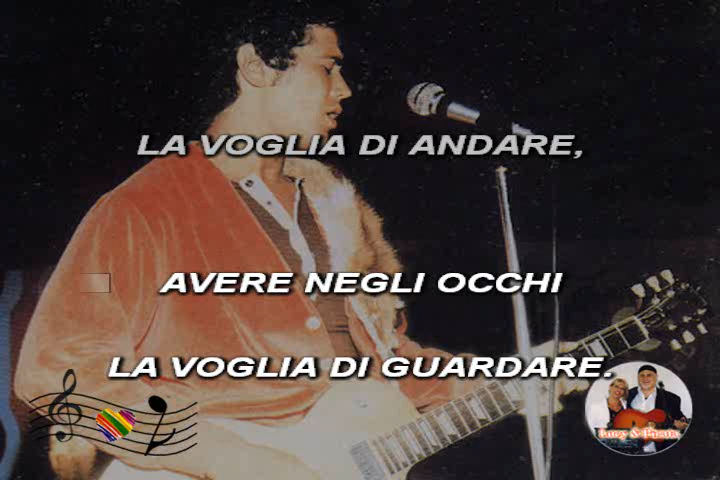 LA VOGLIA DI ANDARE,
AVERE NEGLI OCCHI
LA VOGLIA DI GUARDARE.